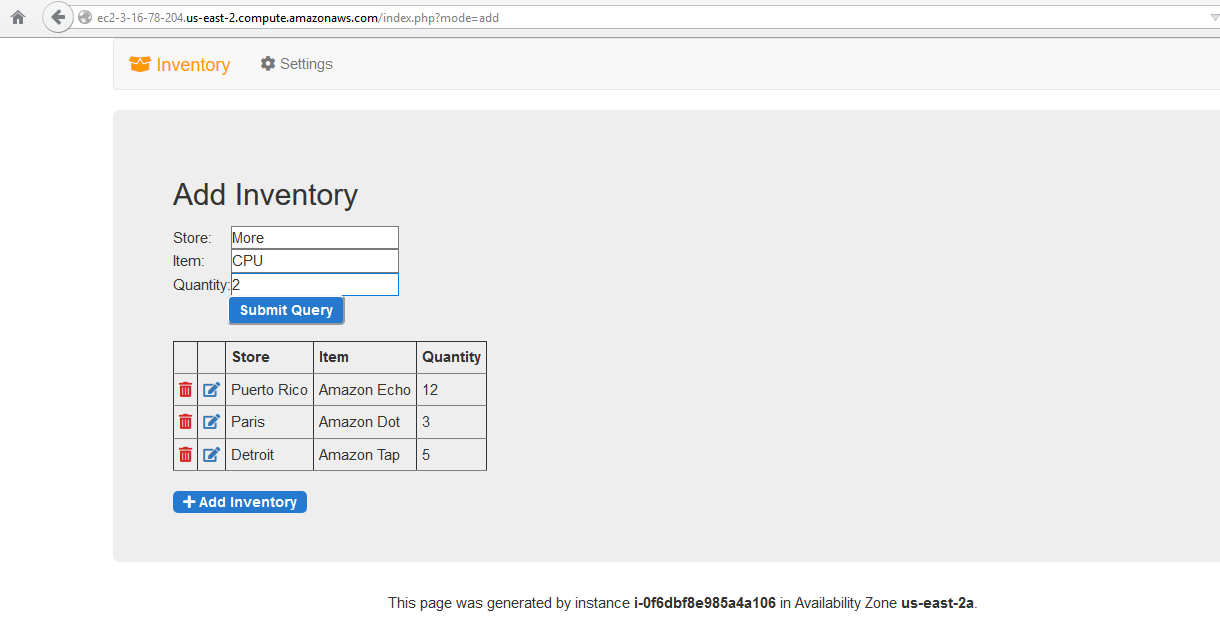 ec2-3-16-78-204.us-east-2.compute.amazonaws.com/index.php?mode=add
Inventory Settings
Add Inventory
Store: More
Item: CPU
Quantity: 2
Submit Query
Store Item Quantity
Puerto Rico Amazon Echo 12
Paris Amazon Dot 3
Detroit Amazon Tap 5
Add Inventory
This page was generated by instance i-0f6dbf8e985a4a106 in Availability Zone us-east-2a.